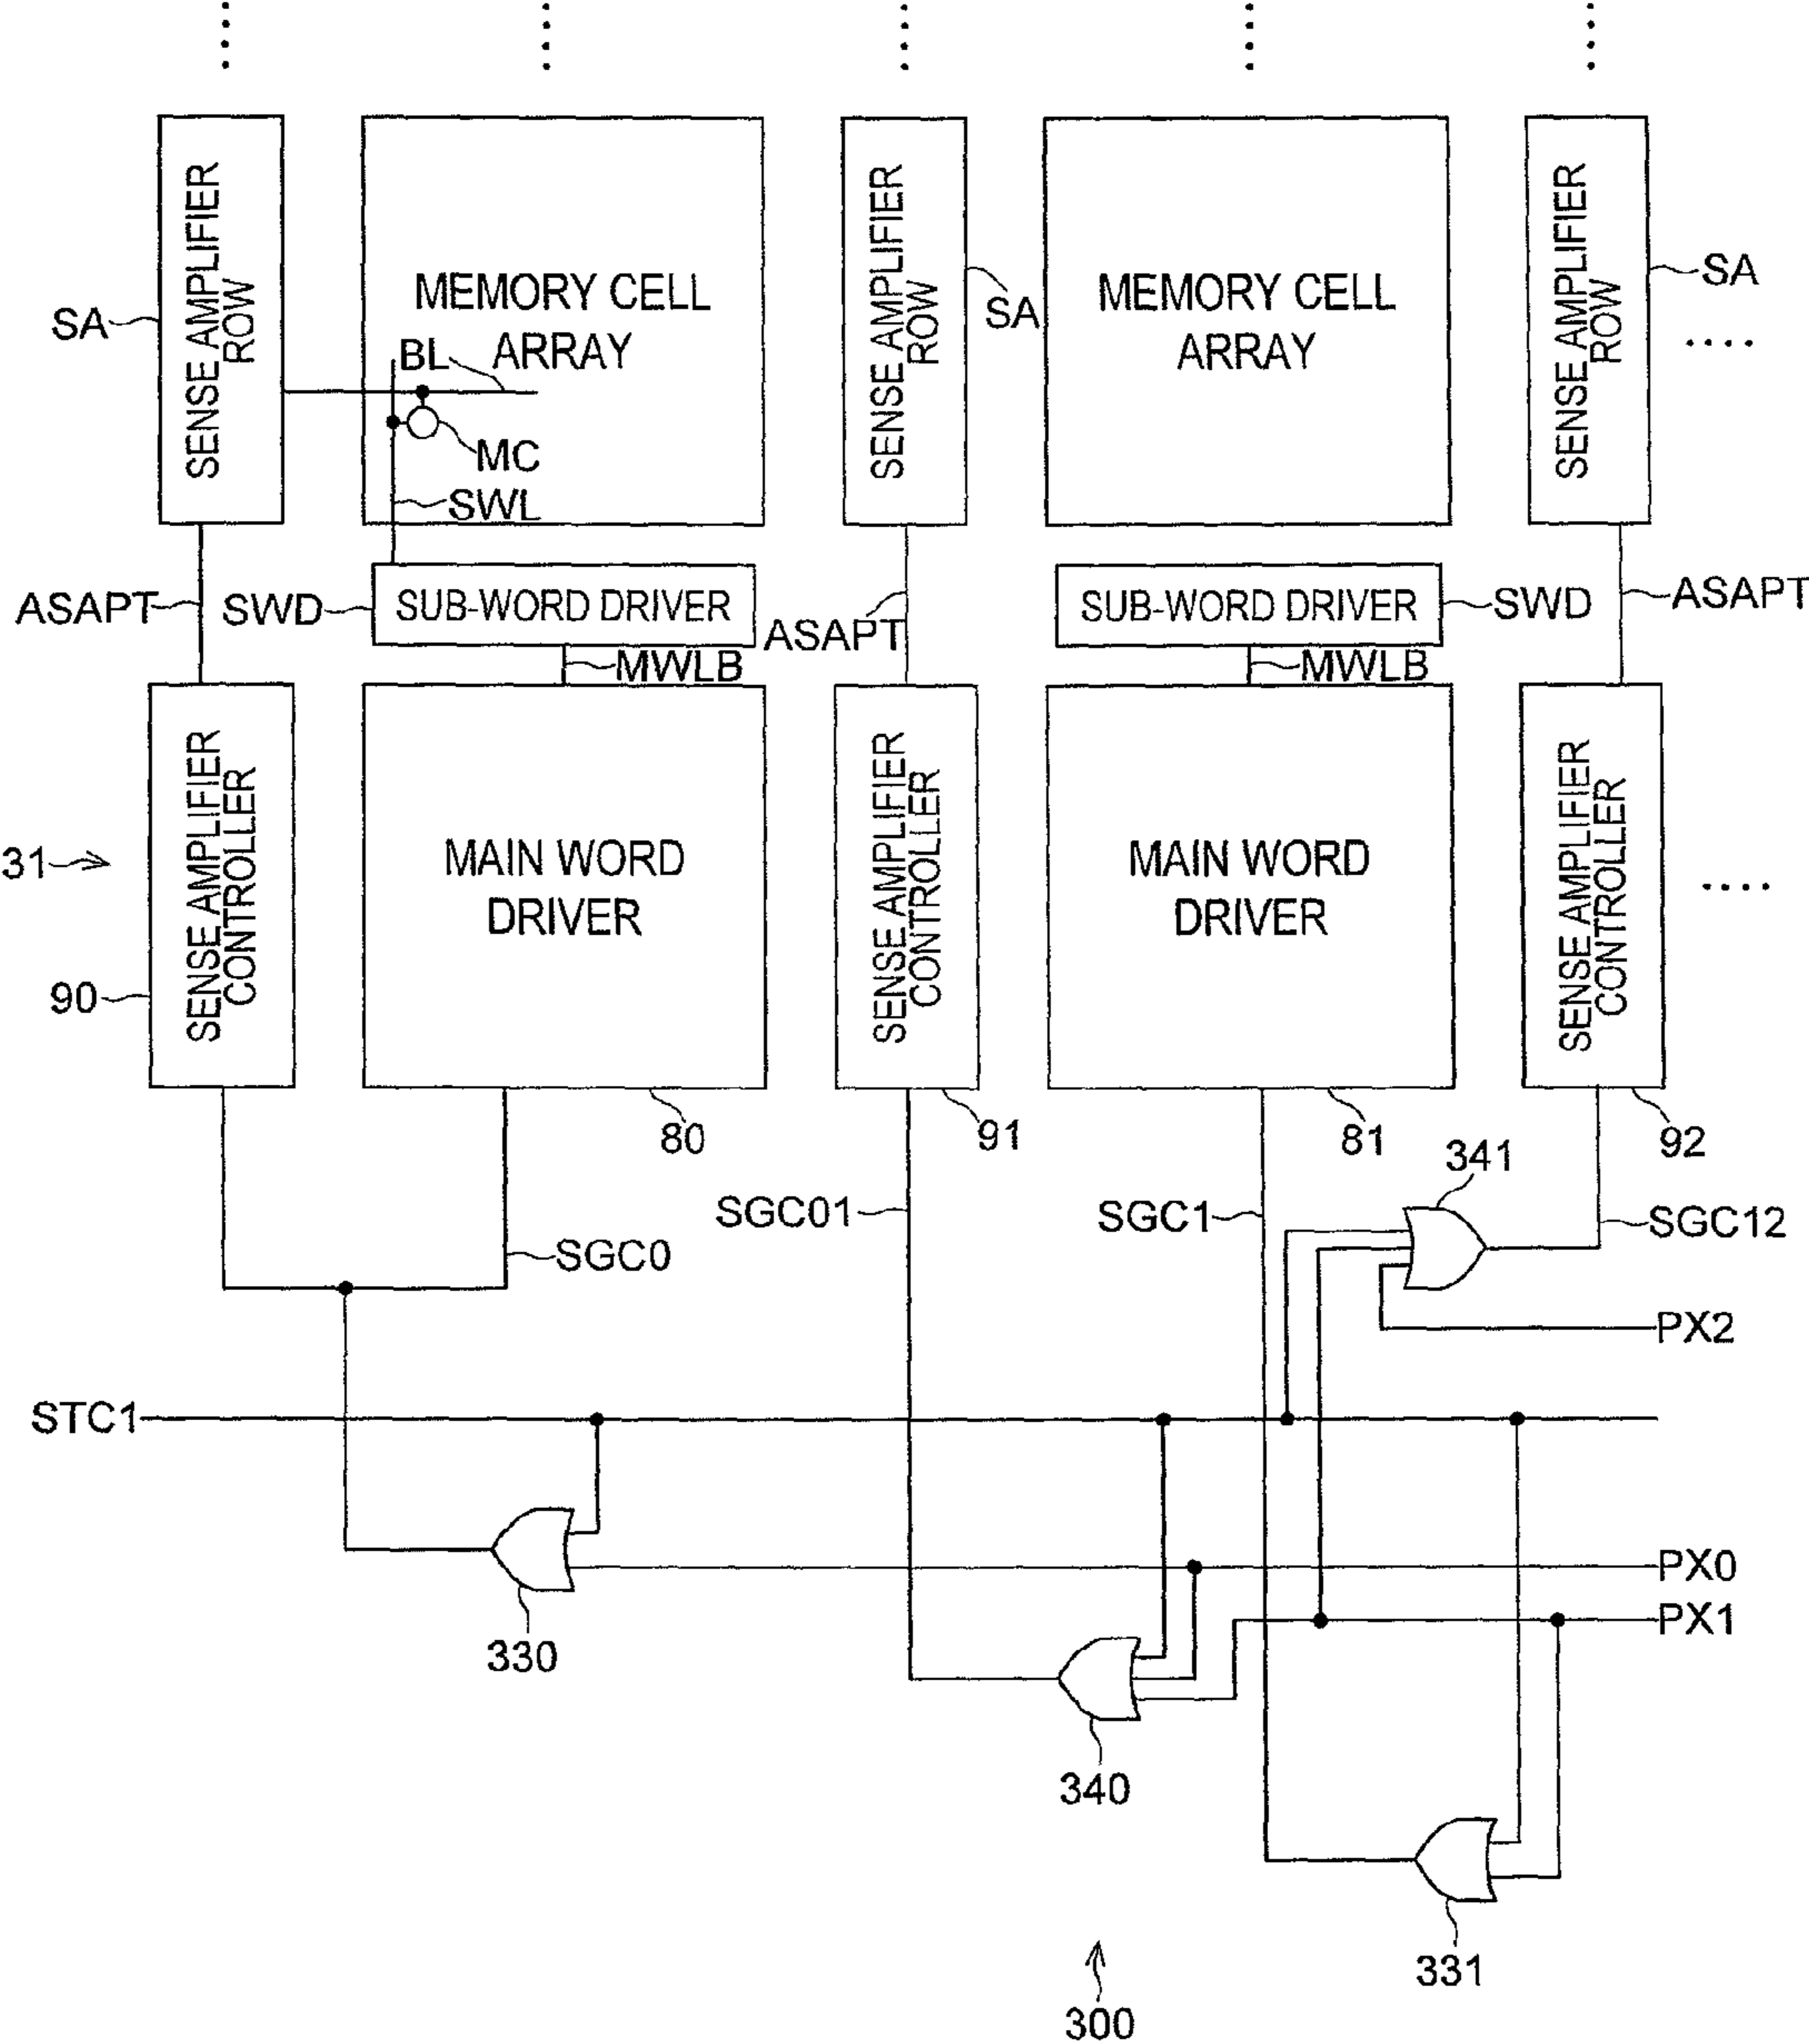 SENSE AMPLIFIER
ROW
MEMORY CELL
ARRAY
SENSE AMPLIFIER
ROW
MEMORY CELL
ARRAY
SENSE AMPLIFIER
ROW
SA
SA
SA
BL
MC
SWL
ASAPT
SWD
SUB-WORD DRIVER
ASAPT
SUB-WORD DRIVER
SWD
ASAPT
MWLB
MWLB
SENSE AMPLIFIER
CONTROLLER
MAIN WORD
DRIVER
SENSE AMPLIFIER
CONTROLLER
MAIN WORD
DRIVER
SENSE AMPLIFIER
CONTROLLER
31
90
80
91
81
92
341
SGC0
SGC01
SGC1
SGC12
PX2
STC1
PX0
PX1
330
340
331
300